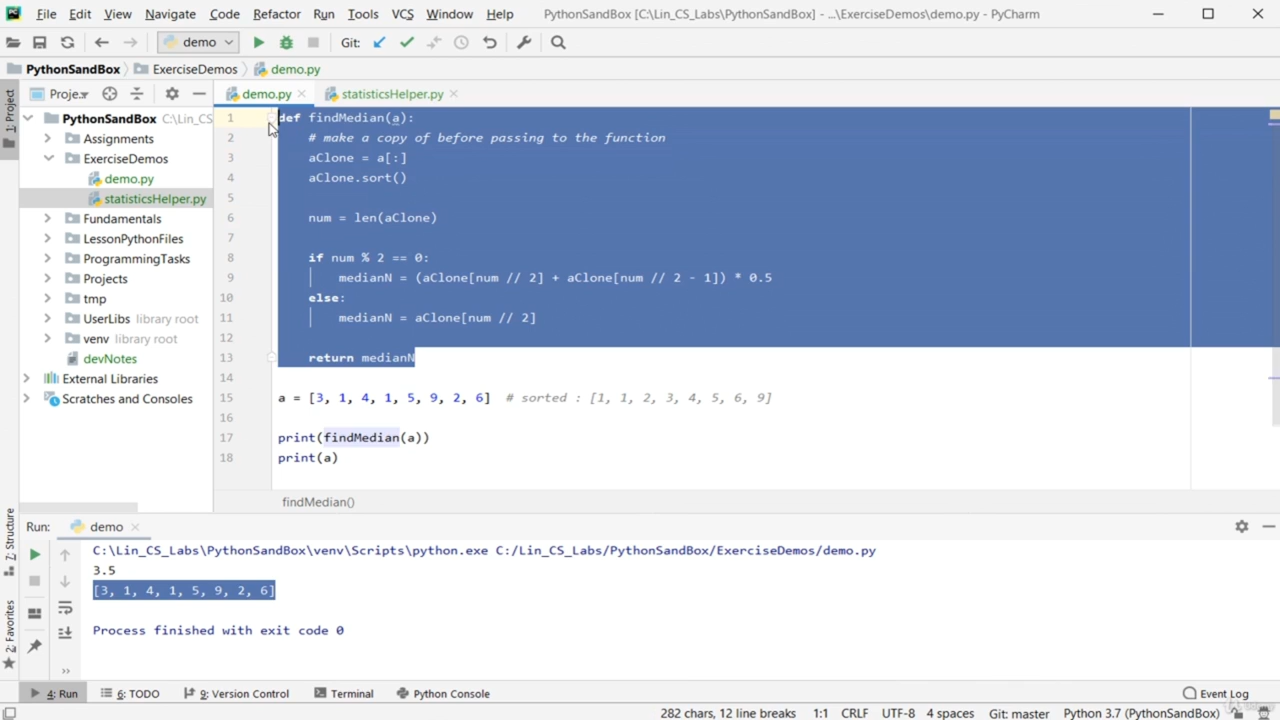 File Edit View Navigate Code Refactor Run Tools VCS Window Help PythonSandBox [C:\Lin_CS_Labs\PythonSandBox] - ...\ExerciseDemos\demo.py - PyCharm
demo Git:
PythonSandBox ExerciseDemos demo.py
1: Project
Proje demo.py statisticsHelper.py
PythonSandBox C:\Lin_CS
Assignments
ExerciseDemos
demo.py
statisticsHelper.py
Fundamentals
LessonPythonFiles
ProgrammingTasks
Projects
tmp
UserLibs library root
venv library root
devNotes
External Libraries
Scratches and Consoles
1 def findMedian(a):
2 # make a copy of before passing to the function
3 aClone = a[:]
4 aClone.sort()
5
6 num = len(aClone)
7
8 if num % 2 == 0:
9 medianN = (aClone[num // 2] + aClone[num // 2 - 1]) * 0.5
10 else:
11 medianN = aClone[num // 2]
12
13 return medianN
14
15 a = [3, 1, 4, 1, 5, 9, 2, 6] # sorted : [1, 1, 2, 3, 4, 5, 6, 9]
16
17 print(findMedian(a))
18 print(a)
findMedian()
7: Structure
2: Favorites
Run: demo
C:\Lin_CS_Labs\PythonSandBox\venv\Scripts\python.exe C:/Lin_CS_Labs/PythonSandBox/ExerciseDemos/demo.py
3.5
[3, 1, 4, 1, 5, 9, 2, 6]
Process finished with exit code 0
4: Run 6: TODO 9: Version Control Terminal Python Console Event Log
282 chars, 12 line breaks 1:1 CRLF UTF-8 4 spaces Git: master Python 3.7 (PythonSandBox)